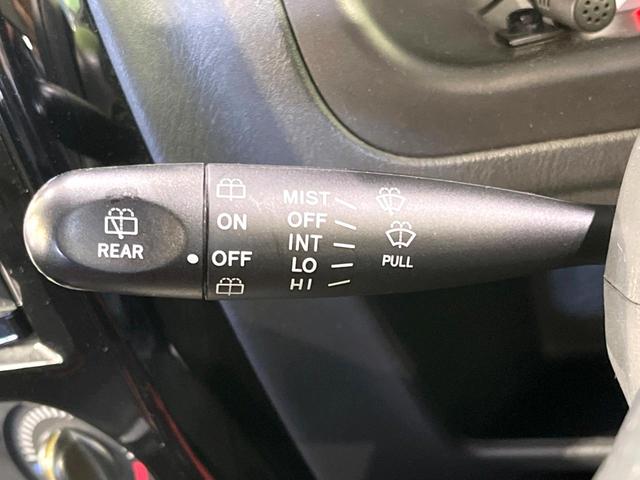 REAR
ON
OFF
MIST
OFF
INT
LO
HI
PULL